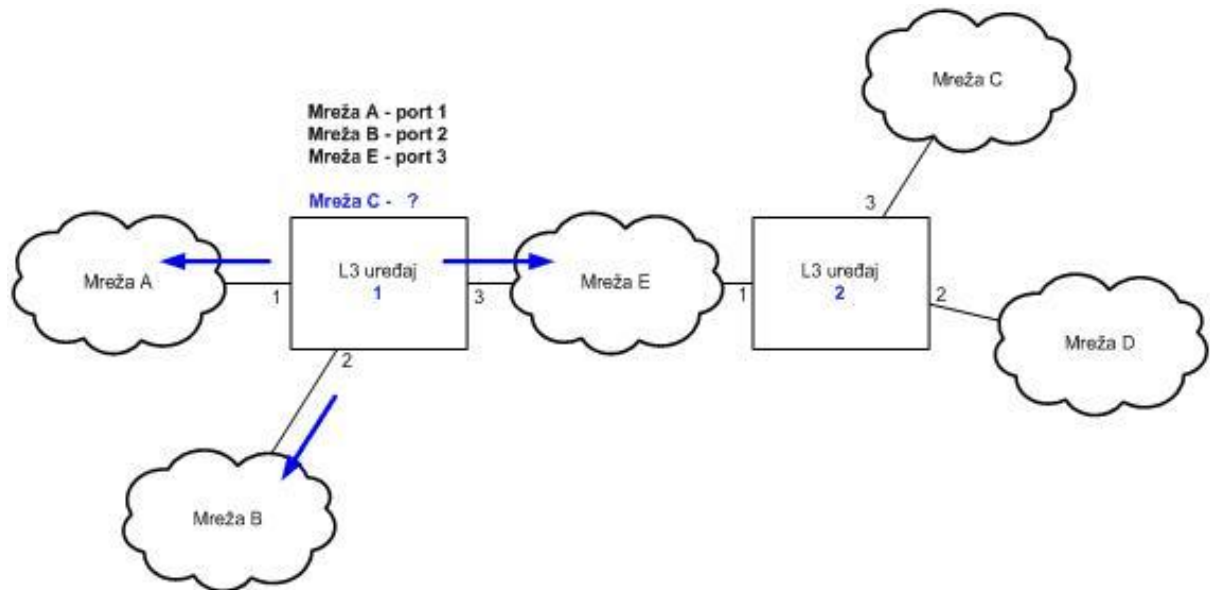 Mreža C
Mreža A - port 1
Mreža B - port 2
Mreža E - port 3
Mreža C - ?
3
Mreža A
1
L3 uređaj
1
3
Mreža E
1
L3 uređaj
2
2
Mreža D
2
Mreža B